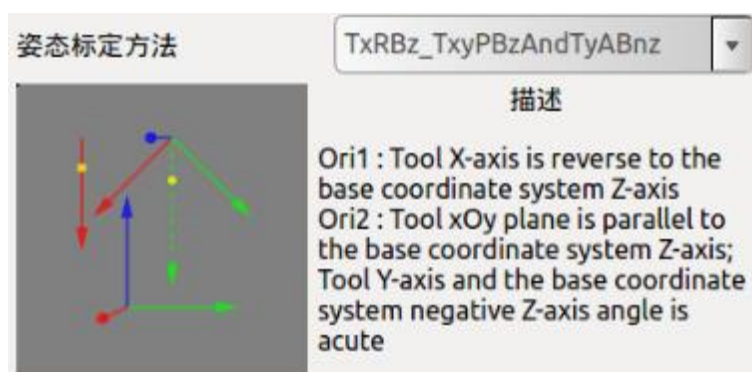 姿态标定方法 TxRBz_TxyPBzAndTyABnz
描述
Ori1 : Tool X-axis is reverse to the
base coordinate system Z-axis
Ori2 : Tool xOy plane is parallel to
the base coordinate system Z-axis;
Tool Y-axis and the base coordinate
system negative Z-axis angle is
acute